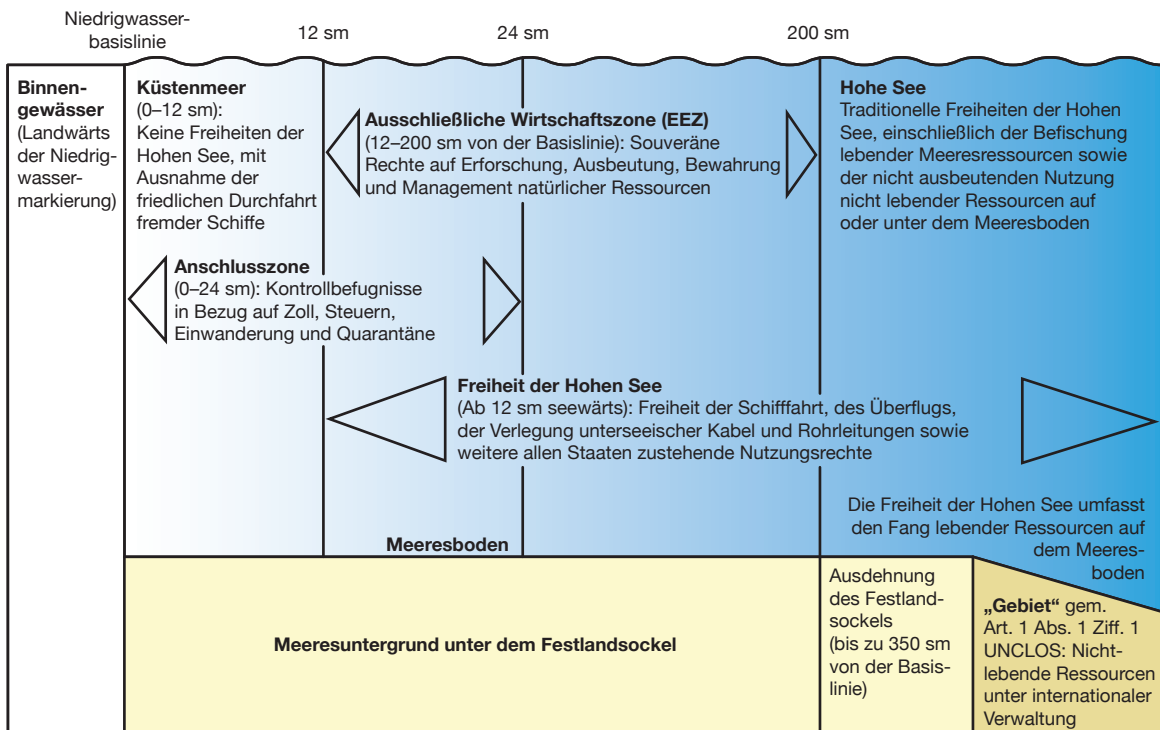 Niedrigwasser-
basislinie
12 sm
24 sm
200 sm
Binnen-
gewässer
(Landwärts
der Niedrig-
wasser-
markierung)
Küstenmeer
(0–12 sm):
Keine Freiheiten der
Hohen See, mit
Ausnahme der
friedlichen Durchfahrt
fremder Schiffe
Ausschließliche Wirtschaftszone (EEZ)
(12–200 sm von der Basislinie): Souveräne
Rechte auf Erforschung, Ausbeutung, Bewahrung
und Management natürlicher Ressourcen
Hohe See
Traditionelle Freiheiten der Hohen
See, einschließlich der Befischung
lebender Meeresressourcen sowie
der nicht ausbeutenden Nutzung
nicht lebender Ressourcen auf
oder unter dem Meeresboden
Anschlusszone
(0–24 sm): Kontrollbefugnisse
in Bezug auf Zoll, Steuern,
Einwanderung und Quarantäne
Freiheit der Hohen See
(Ab 12 sm seewärts): Freiheit der Schifffahrt, des Überflugs,
der Verlegung unterseeischer Kabel und Rohrleitungen sowie
weitere allen Staaten zustehende Nutzungsrechte
Die Freiheit der Hohen See umfasst
den Fang lebender Ressourcen auf
dem Meeres-
boden
Meeresboden
Meeresuntergrund unter dem Festlandsockel
Ausdehnung
des Festland-
sockels
(bis zu 350 sm
von der Basis-
linie)
„Gebiet“ gem.
Art. 1 Abs. 1 Ziff. 1
UNCLOS: Nicht-
lebende Ressourcen
unter internationaler
Verwaltung